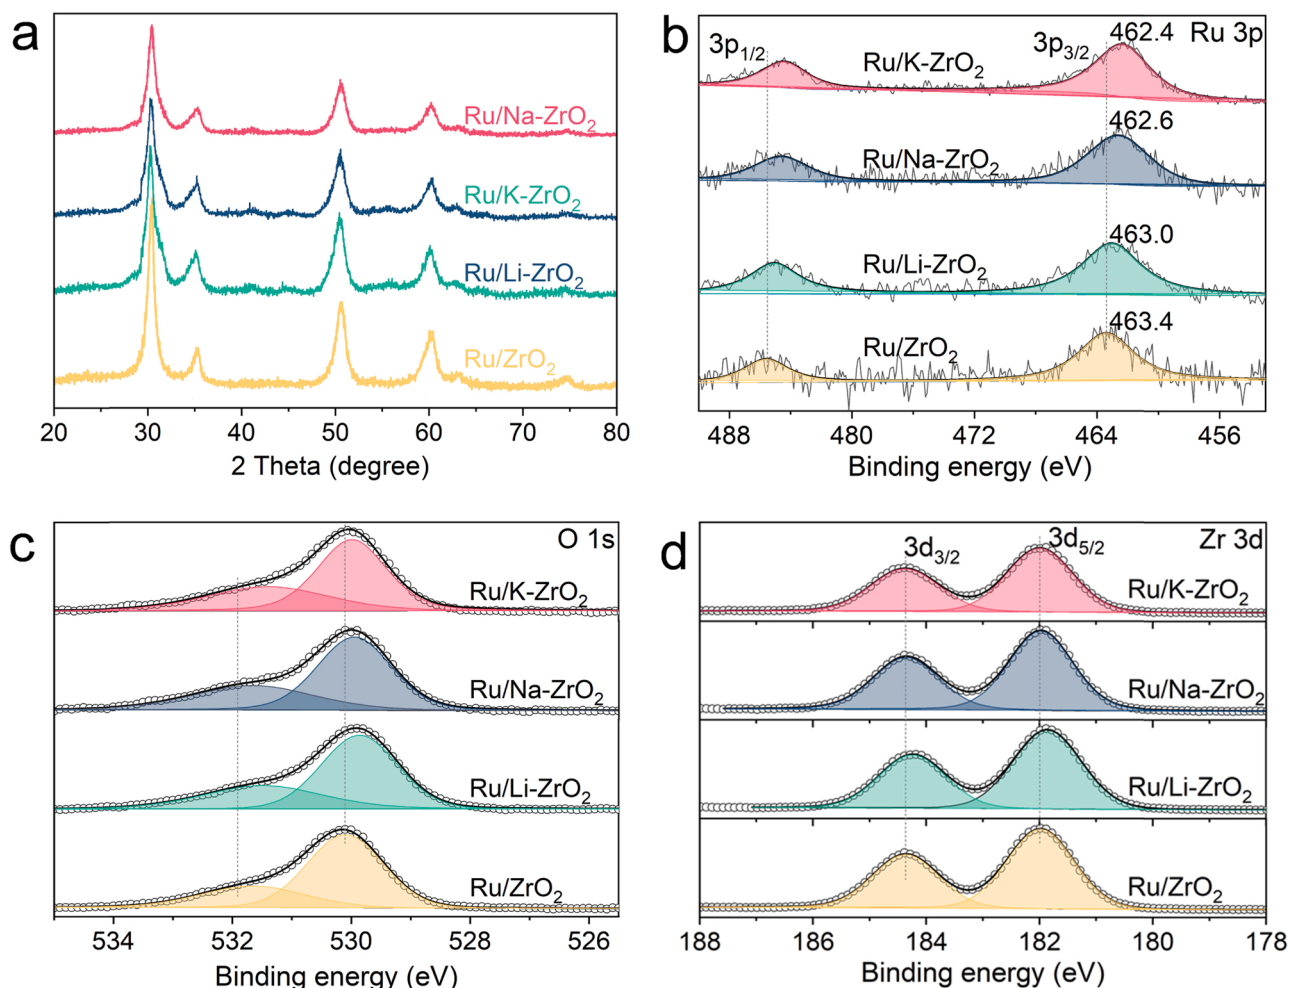 a
Ru/Na-ZrO₂
Ru/K-ZrO₂
Ru/Li-ZrO₂
Ru/ZrO₂
20 30 40 50 60 70 80
2 Theta (degree)
b
3p₁/₂
3p₃/₂
462.4
Ru 3p
Ru/K-ZrO₂
462.6
Ru/Na-ZrO₂
463.0
Ru/Li-ZrO₂
463.4
Ru/ZrO₂
488 480 472 464 456
Binding energy (eV)
c
O 1s
Ru/K-ZrO₂
Ru/Na-ZrO₂
Ru/Li-ZrO₂
Ru/ZrO₂
534 532 530 528 526
Binding energy (eV)
d
3d₃/₂
3d₅/₂
Zr 3d
Ru/K-ZrO₂
Ru/Na-ZrO₂
Ru/Li-ZrO₂
Ru/ZrO₂
188 186 184 182 180 178
Binding energy (eV)